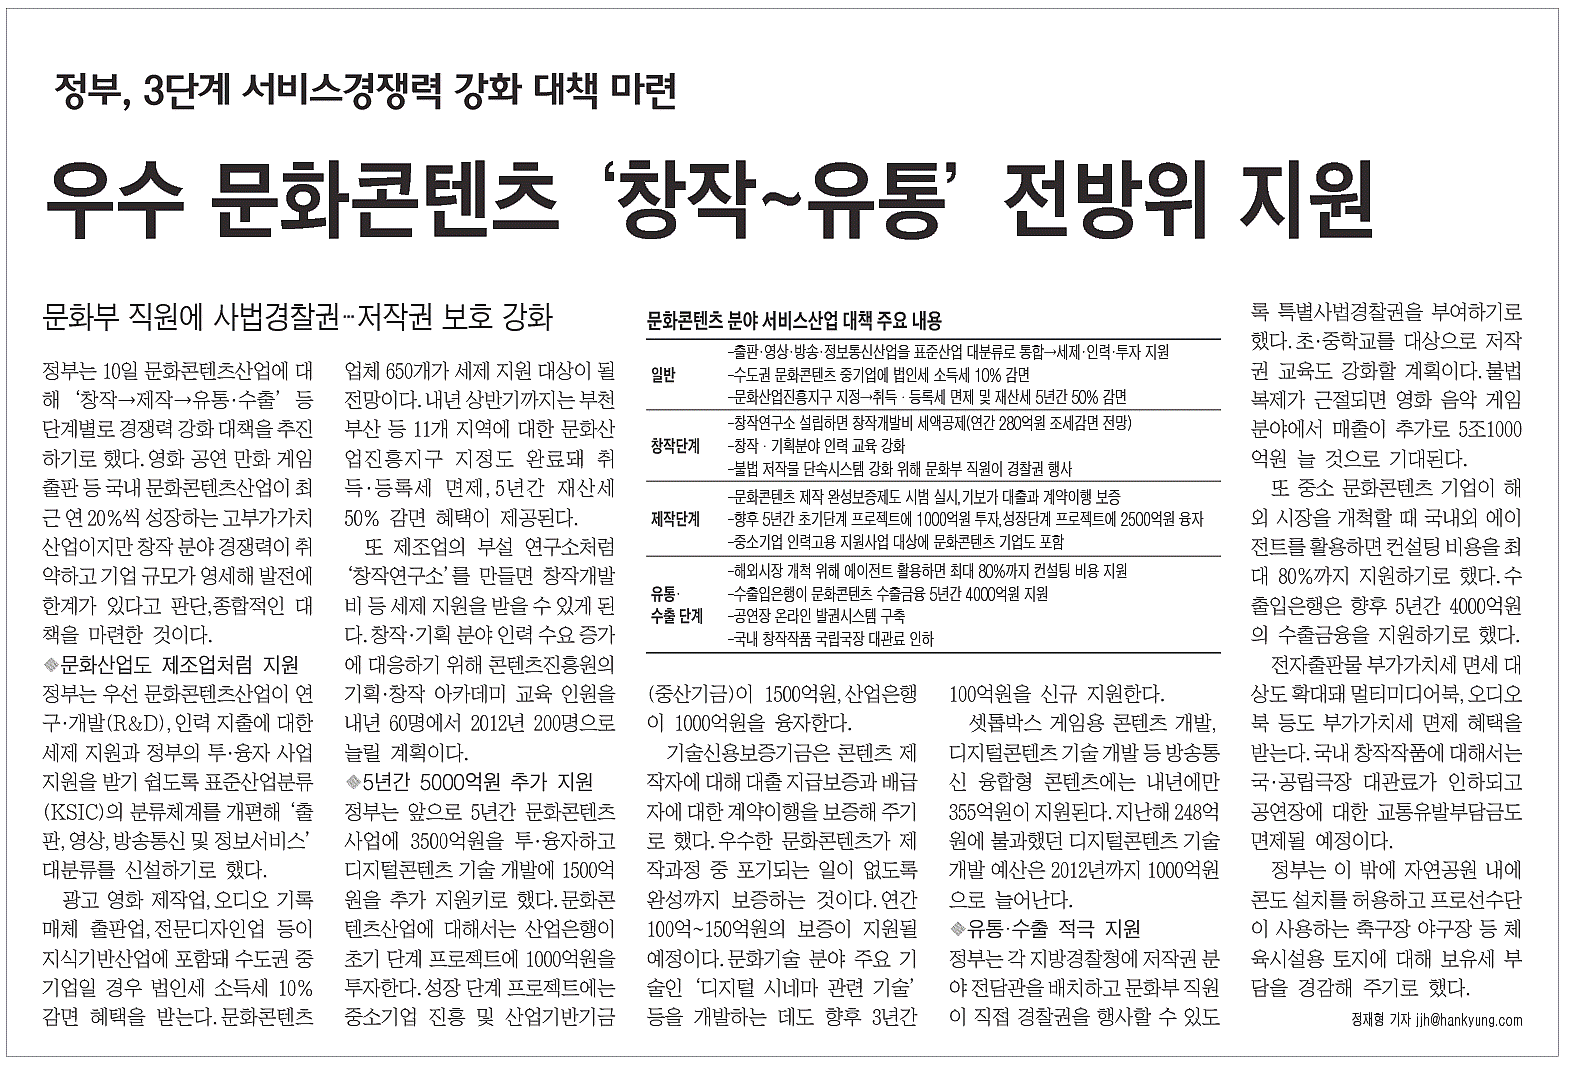 정부, 3단계 서비스경쟁력 강화 대책 마련
우수 문화콘텐츠 ‘창작~유통’ 전방위 지원
문화부 직원에 사법경찰권…저작권 보호 강화
정부는 10일 문화콘텐츠산업에 대
해 ‘창작→제작→유통·수출’ 등
단계별로 경쟁력 강화 대책을 추진
하기로 했다. 영화 공연 만화 게임
출판 등 국내 문화콘텐츠산업이 최
근 연 20%씩 성장하는 고부가가치
산업이지만 창작 분야 경쟁력이 취
약하고 기업 규모가 영세해 발전에
한계가 있다고 판단, 종합적인 대
책을 마련한 것이다.
◈문화산업도 제조업처럼 지원
정부는 우선 문화콘텐츠산업이 연
구·개발(R&D), 인력 지출에 대한
세제 지원과 정부의 투·융자 사업
지원을 받기 쉽도록 표준산업분류
(KSIC)의 분류체계를 개편해 ‘출
판, 영상, 방송통신 및 정보서비스’
대분류를 신설하기로 했다.
광고 영화 제작업, 오디오 기록
매체 출판업, 전문디자인업 등이
지식기반산업에 포함돼 수도권 중
기업일 경우 법인세 소득세 10%
감면 혜택을 받는다. 문화콘텐츠
업체 650개가 세제 지원 대상이 될
전망이다. 내년 상반기까지는 부천
부산 등 11개 지역에 대한 문화산
업진흥지구 지정도 완료돼 취
득·등록세 면제, 5년간 재산세
50% 감면 혜택이 제공된다.
또 제조업의 부설 연구소처럼
‘창작연구소’를 만들면 창작개발
비 등 세제 지원을 받을 수 있게 된
다. 창작·기획 분야 인력 수요 증가
에 대응하기 위해 콘텐츠진흥원의
기획·창작 아카데미 교육 인원을
내년 60명에서 2012년 200명으로
늘릴 계획이다.
◈5년간 5000억원 추가 지원
정부는 앞으로 5년간 문화콘텐츠
사업에 3500억원을 투·융자하고
디지털콘텐츠 기술 개발에 1500억
원을 추가 지원키로 했다. 문화콘
텐츠산업에 대해서는 산업은행이
초기 단계 프로젝트에 1000억원을
투자한다. 성장 단계 프로젝트에는
중소기업 진흥 및 산업기반기금
문화콘텐츠 분야 서비스산업 대책 주요 내용
일반
–출판·영상·방송·정보통신산업을 표준산업 대분류로 통합→세제·인력·투자 지원
–수도권 문화콘텐츠 중기업에 법인세 소득세 10% 감면
–문화산업진흥지구 지정→취득·등록세 면제 및 재산세 5년간 50% 감면
창작단계
–창작연구소 설립하면 창작개발비 세액공제(연간 280억원 조세감면 전망)
–창작·기획분야 인력 교육 강화
–불법 저작물 단속시스템 강화 위해 문화부 직원이 경찰권 행사
제작단계
–문화콘텐츠 제작 완성보증제도 시범 실시, 기보가 대출과 계약이행 보증
–향후 5년간 초기단계 프로젝트에 1000억원 투자, 성장단계 프로젝트에 2500억원 융자
–중소기업 인력고용 지원사업 대상에 문화콘텐츠 기업도 포함
유통·
수출 단계
–해외시장 개척 위해 에이전트 활용하면 최대 80%까지 컨설팅 비용 지원
–수출입은행이 문화콘텐츠 수출금융 5년간 4000억원 지원
–공연장 온라인 발권시스템 구축
–국내 창작작품 국립극장 대관료 인하
(중산기금)이 1500억원, 산업은행
이 1000억원을 융자한다.
기술신용보증기금은 콘텐츠 제
작자에 대해 대출 지급보증과 배급
자에 대한 계약이행을 보증해 주기
로 했다. 우수한 문화콘텐츠가 제
작과정 중 포기되는 일이 없도록
완성까지 보증하는 것이다. 연간
100억~150억원의 보증이 지원될
예정이다. 문화기술 분야 주요 기
술인 ‘디지털 시네마 관련 기술’
등을 개발하는 데도 향후 3년간
100억원을 신규 지원한다.
셋톱박스 게임용 콘텐츠 개발,
디지털콘텐츠 기술 개발 등 방송통
신 융합형 콘텐츠에는 내년에만
355억원이 지원된다. 지난해 248억
원에 불과했던 디지털콘텐츠 기술
개발 예산은 2012년까지 1000억원
으로 늘어난다.
◈유통·수출 적극 지원
정부는 각 지방경찰청에 저작권 분
야 전담관을 배치하고 문화부 직원
이 직접 경찰권을 행사할 수 있도
록 특별사법경찰권을 부여하기로
했다. 초·중학교를 대상으로 저작
권 교육도 강화할 계획이다. 불법
복제가 근절되면 영화 음악 게임
분야에서 매출이 추가로 5조1000
억원 늘 것으로 기대된다.
또 중소 문화콘텐츠 기업이 해
외 시장을 개척할 때 국내외 에이
전트를 활용하면 컨설팅 비용을 최
대 80%까지 지원하기로 했다. 수
출입은행은 향후 5년간 4000억원
의 수출금융을 지원하기로 했다.
전자출판물 부가가치세 면세 대
상도 확대돼 멀티미디어북, 오디오
북 등도 부가가치세 면제 혜택을
받는다. 국내 창작작품에 대해서는
국·공립극장 대관료가 인하되고
공연장에 대한 교통유발부담금도
면제될 예정이다.
정부는 이 밖에 자연공원 내에
콘도 설치를 허용하고 프로선수단
이 사용하는 축구장 야구장 등 체
육시설용 토지에 대해 보유세 부
담을 경감해 주기로 했다.
정재형 기자 jjh@hankyung.com